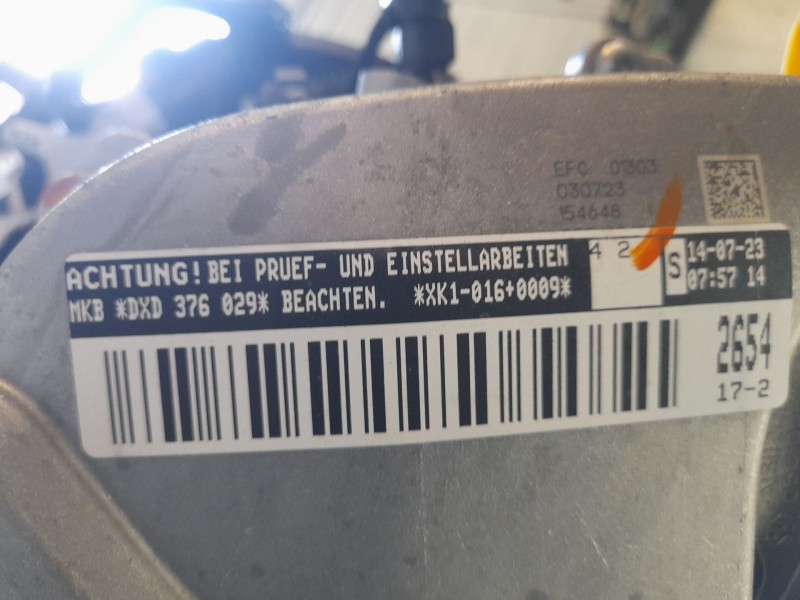 EFC 01303
030723
154648
ACHTUNG! BEI PRUEF- UND EINSTELLARBEITEN
MKB *DXD 376 029* BEACHTEN. *XK1-016+0009*
4 2
S
14-07-23
07:57 14
2654
17-2